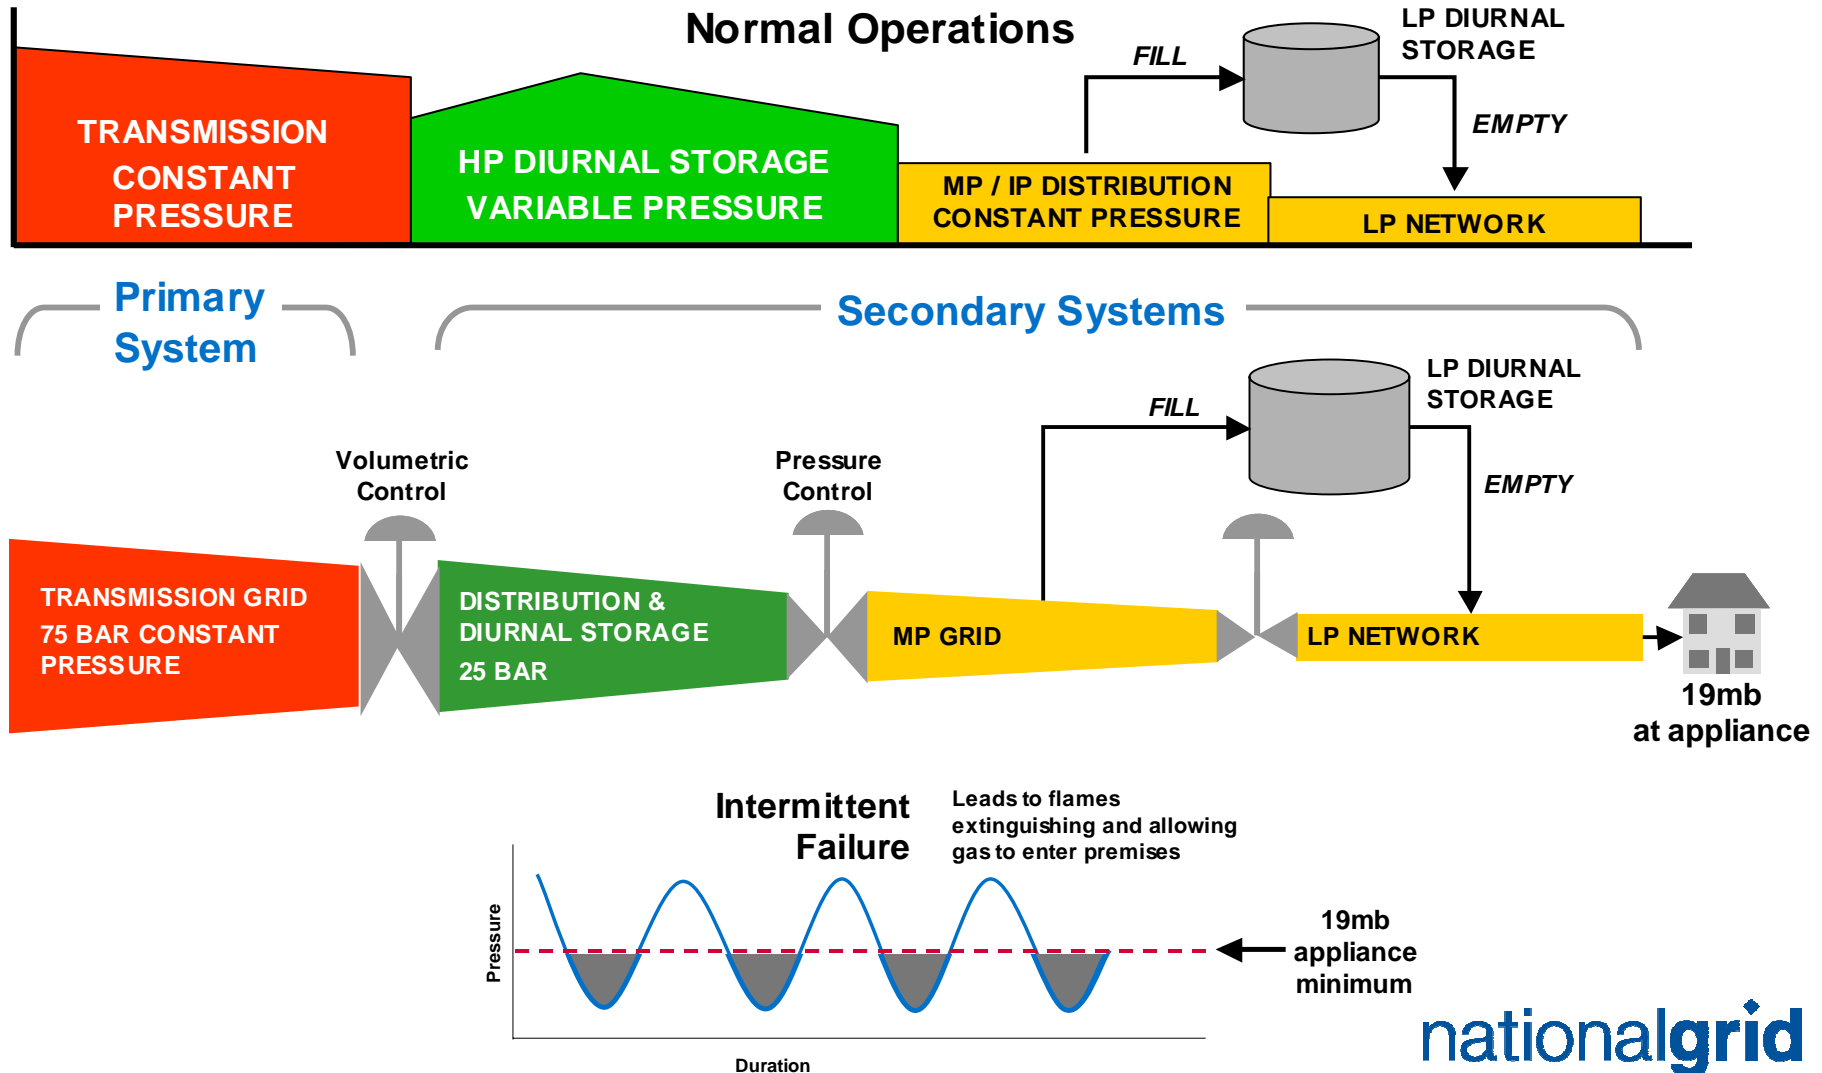 Normal Operations
LP DIURNAL
STORAGE
FILL
EMPTY
TRANSMISSION
CONSTANT
PRESSURE
HP DIURNAL STORAGE
VARIABLE PRESSURE
MP / IP DISTRIBUTION
CONSTANT PRESSURE
LP NETWORK
Primary
System
Secondary Systems
LP DIURNAL
STORAGE
FILL
EMPTY
Volumetric
Control
Pressure
Control
TRANSMISSION GRID
75 BAR CONSTANT
PRESSURE
DISTRIBUTION &
DIURNAL STORAGE
25 BAR
MP GRID
LP NETWORK
19mb
at appliance
Intermittent
Failure
Leads to flames
extinguishing and allowing
gas to enter premises
Pressure
Duration
19mb
appliance
minimum
nationalgrid